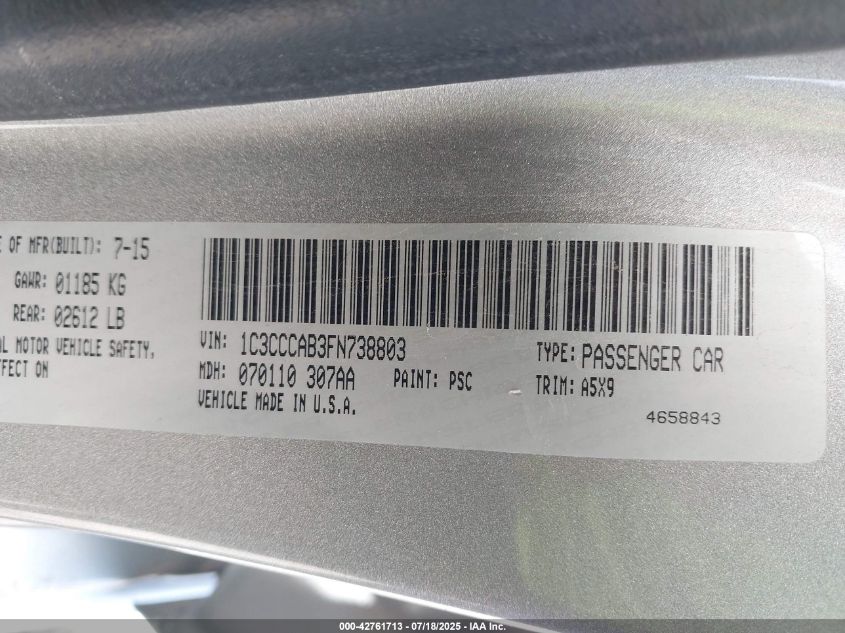 E OF MFR(BUILT): 7-15
GAWR: 01185 KG
REAR: 02612 LB
AL MOTOR VEHICLE SAFETY,
FFECT ON
VIN: 1C3CCCAB3FN738803
TYPE: PASSENGER CAR
MDH: 070110 307AA
PAINT: PSC
TRIM: A5X9
VEHICLE MADE IN U.S.A.
4658843
000-42761713 - 07/18/2025 - IAA Inc.